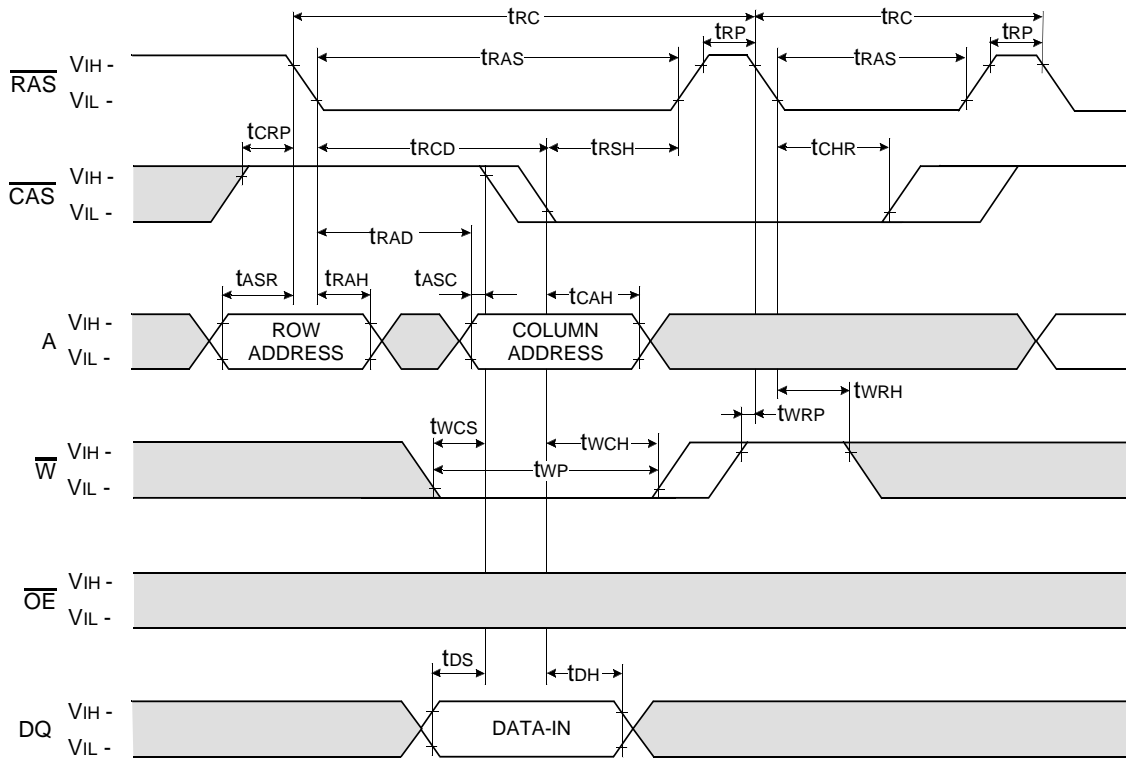 tRC tRC
tRP tRP
tRAS tRAS
RAS VIH -
VIL -
tCRP tRCD tRSH tCHR
CAS VIH -
VIL -
tRAD
tASR tRAH tASC tCAH
A VIH -
VIL -
ROW
ADDRESS
COLUMN
ADDRESS
tWRH
tWRP
tWCS tWCH
tWP
W VIH -
VIL -
OE VIH -
VIL -
tDS tDH
DQ VIH -
VIL -
DATA-IN